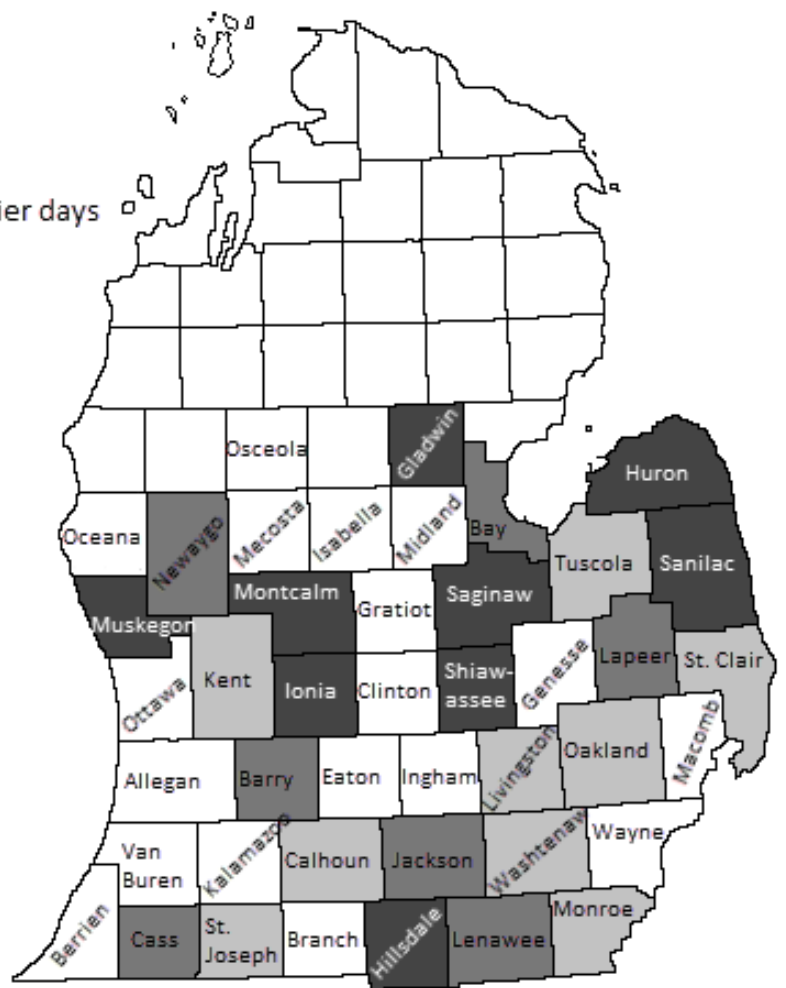 ier days
Osceola
Gladwin
Huron
Oceana
Newaygo
Mecosta
Isabella
Midland
Bay
Tuscola
Sanilac
Muskegon
Montcalm
Gratiot
Saginaw
Ottawa
Kent
Ionia
Clinton
Shiaw-
assee
Genesse
Lapeer
St. Clair
Allegan
Barry
Eaton
Ingham
Livingston
Oakland
Macomb
Van
Buren
Kalamazoo
Calhoun
Jackson
Washtenaw
Wayne
Berrien
Cass
St.
Joseph
Branch
Hillsdale
Lenawee
Monroe